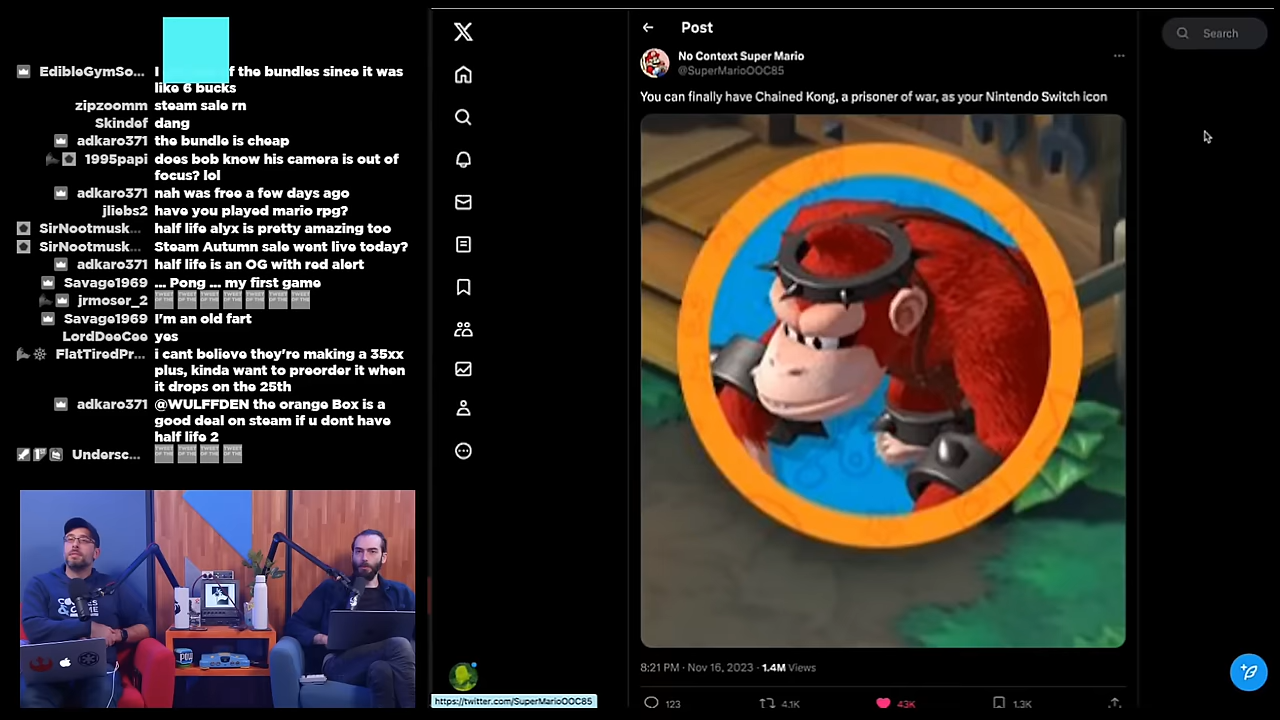 EdibleGymSo... I of the bundles since it was
like 6 bucks
zipzoomm steam sale rn
Skindef dang
adkaro371 the bundle is cheap
1995papi does bob know his camera is out of
focus? lol
adkaro371 nah was free a few days ago
jliebs2 have you played mario rpg?
SirNootmusk... half life alyx is pretty amazing too
SirNootmusk... Steam Autumn sale went live today?
adkaro371 half life is an OG with red alert
Savage1969 ... Pong ... my first game
jrmoser_2
Savage1969 I'm an old fart
LordDeeCee yes
FlatTiredPr... i cant believe they're making a 35xx
plus, kinda want to preorder it when
it drops on the 25th
adkaro371 @WULFFDEN the orange Box is a
good deal on steam if u dont have
half life 2
Undersc...
Post
Search
No Context Super Mario
@SuperMarioOOC85
You can finally have Chained Kong, a prisoner of war, as your Nintendo Switch icon
8:21 PM · Nov 16, 2023 · 1.4M Views
123 4.1K 43K 1.3K
https://twitter.com/SuperMarioOOC85